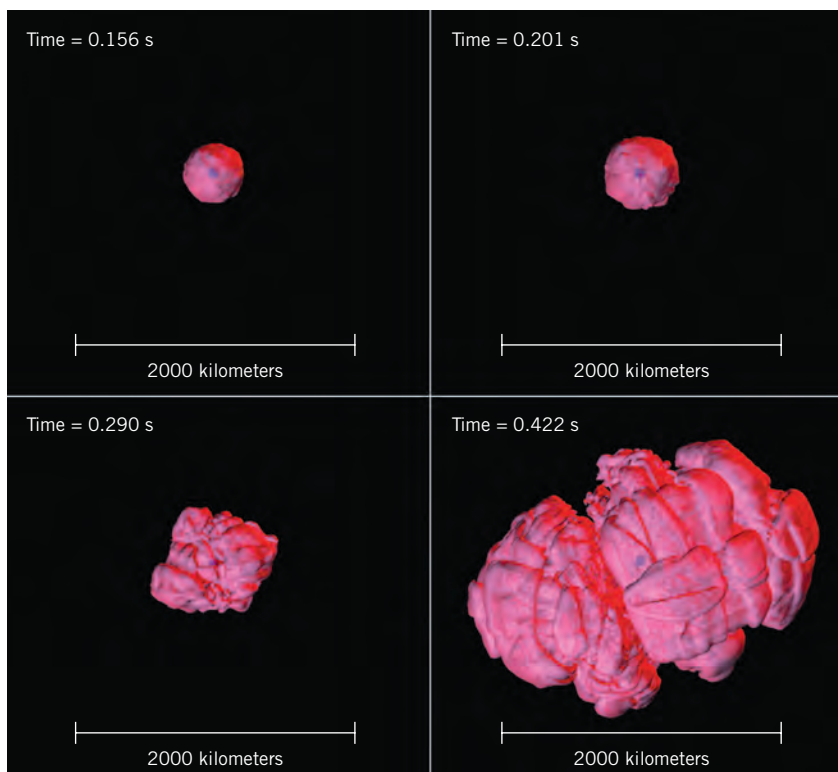 Time = 0.156 s
Time = 0.201 s
2000 kilometers
2000 kilometers
Time = 0.290 s
Time = 0.422 s
2000 kilometers
2000 kilometers